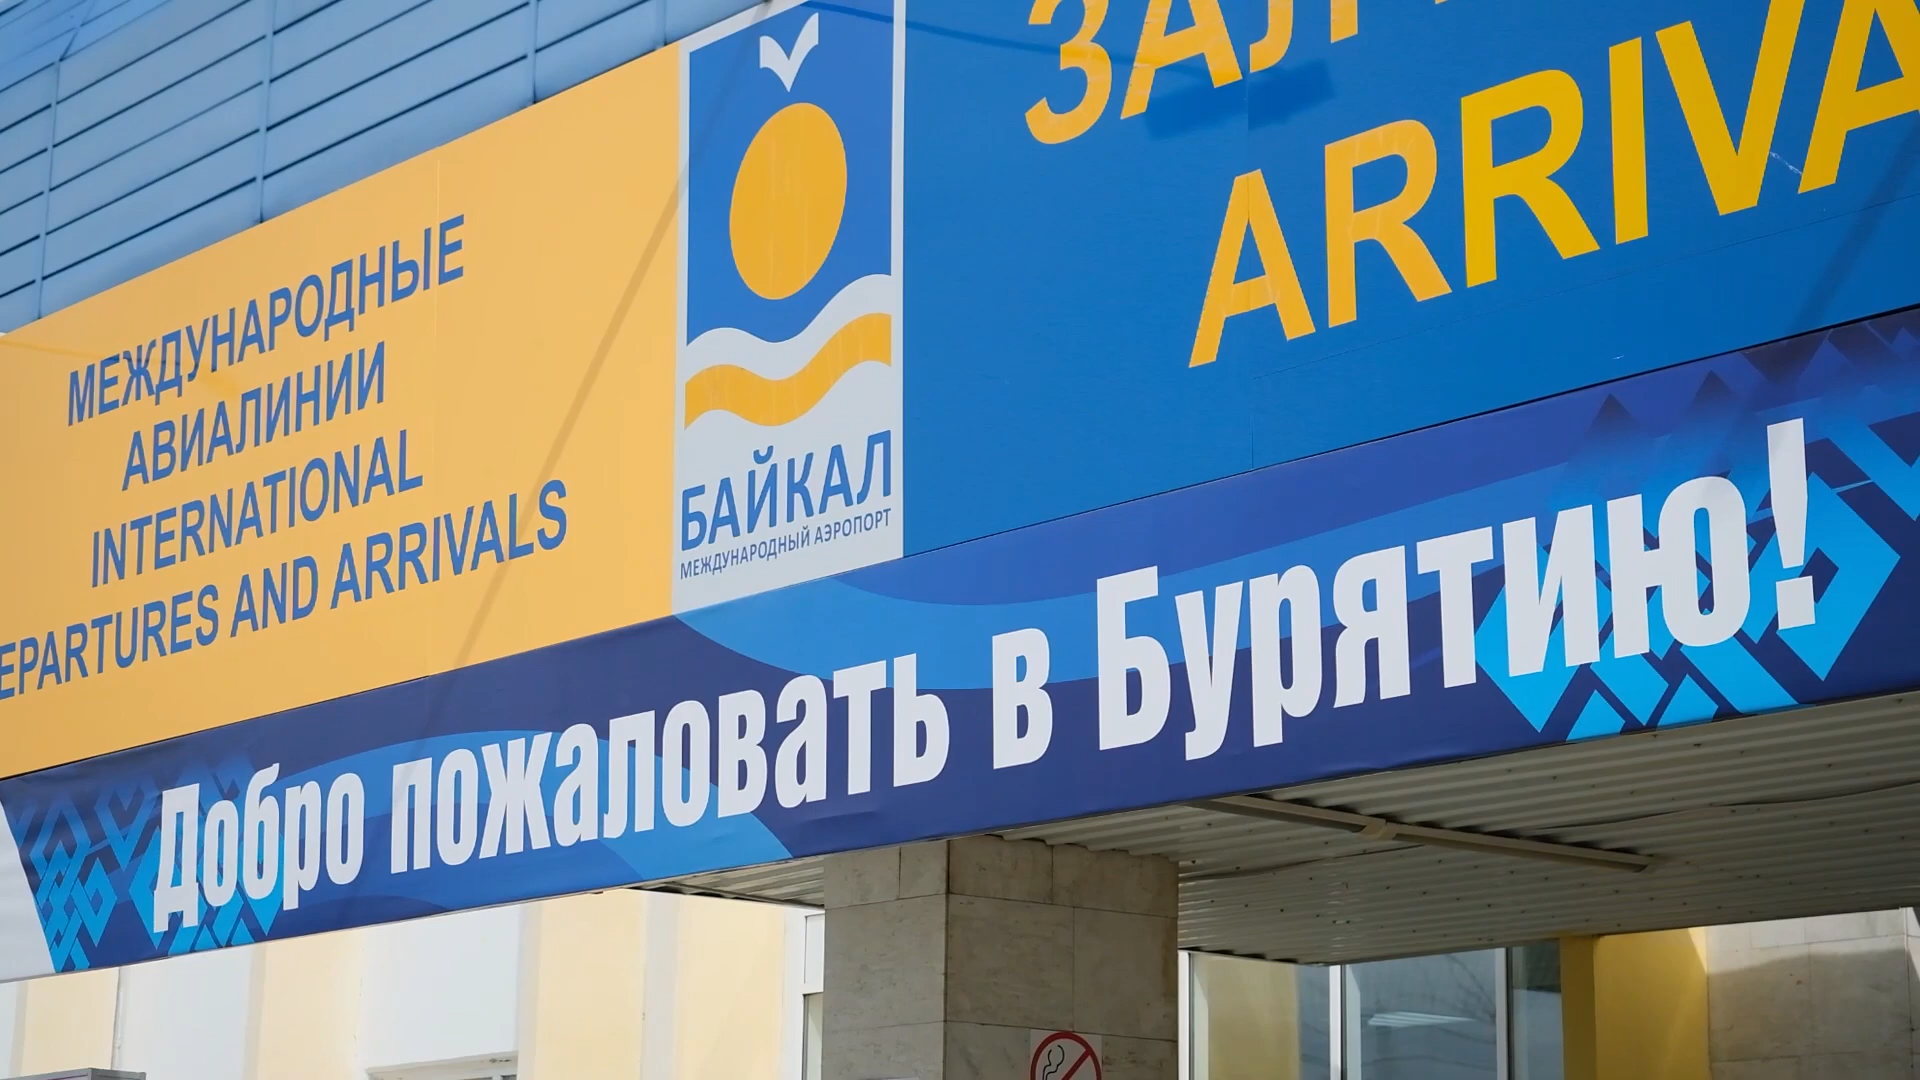 МЕЖДУНАРОДНЫЕ
АВИАЛИНИИ
INTERNATIONAL
EPARTURES AND ARRIVALS
БАЙКАЛ
МЕЖДУНАРОДНЫЙ АЭРОПОРТ
ЗАЛ
ARRIVA
Добро пожаловать в Бурятию!